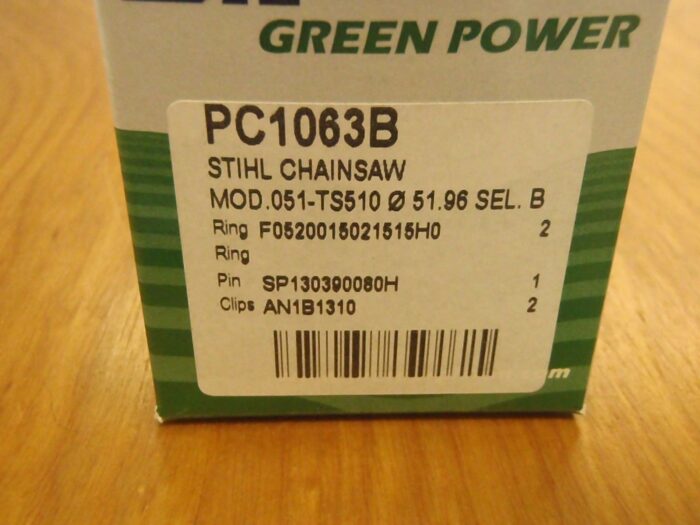 GREEN POWER
PC1063B
STIHL CHAINSAW
MOD.051-TS510 Ø 51.96 SEL. B
Ring F0520015021515H0 2
Ring
Pin SP130390080H 1
Clips AN1B1310 2